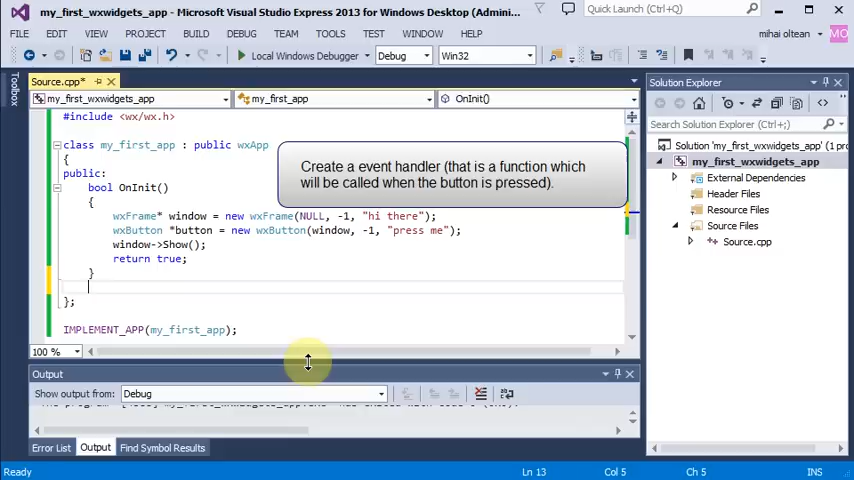 my_first_wxwidgets_app - Microsoft Visual Studio Express 2013 for Windows Desktop (Admini...
Quick Launch (Ctrl+Q)
FILE EDIT VIEW PROJECT BUILD DEBUG TEAM TOOLS TEST WINDOW HELP
mihai oltean
MO
Local Windows Debugger
Debug
Win32
Toolbox
Source.cpp*
my_first_wxwidgets_app
my_first_app
OnInit()
#include <wx/wx.h>
class my_first_app : public wxApp
{
public:
bool OnInit()
{
wxFrame* window = new wxFrame(NULL, -1, "hi there");
wxButton *button = new wxButton(window, -1, "press me");
window->Show();
return true;
}
};
IMPLEMENT_APP(my_first_app);
Create a event handler (that is a function which
will be called when the button is pressed).
100 %
Solution Explorer
Search Solution Explorer (Ctrl+;)
Solution 'my_first_wxwidgets_app' (1 pro
my_first_wxwidgets_app
External Dependencies
Header Files
Resource Files
Source Files
Source.cpp
Output
Show output from:
Debug
Error List
Output
Find Symbol Results
Ready
Ln 13
Col 5
Ch 5
INS